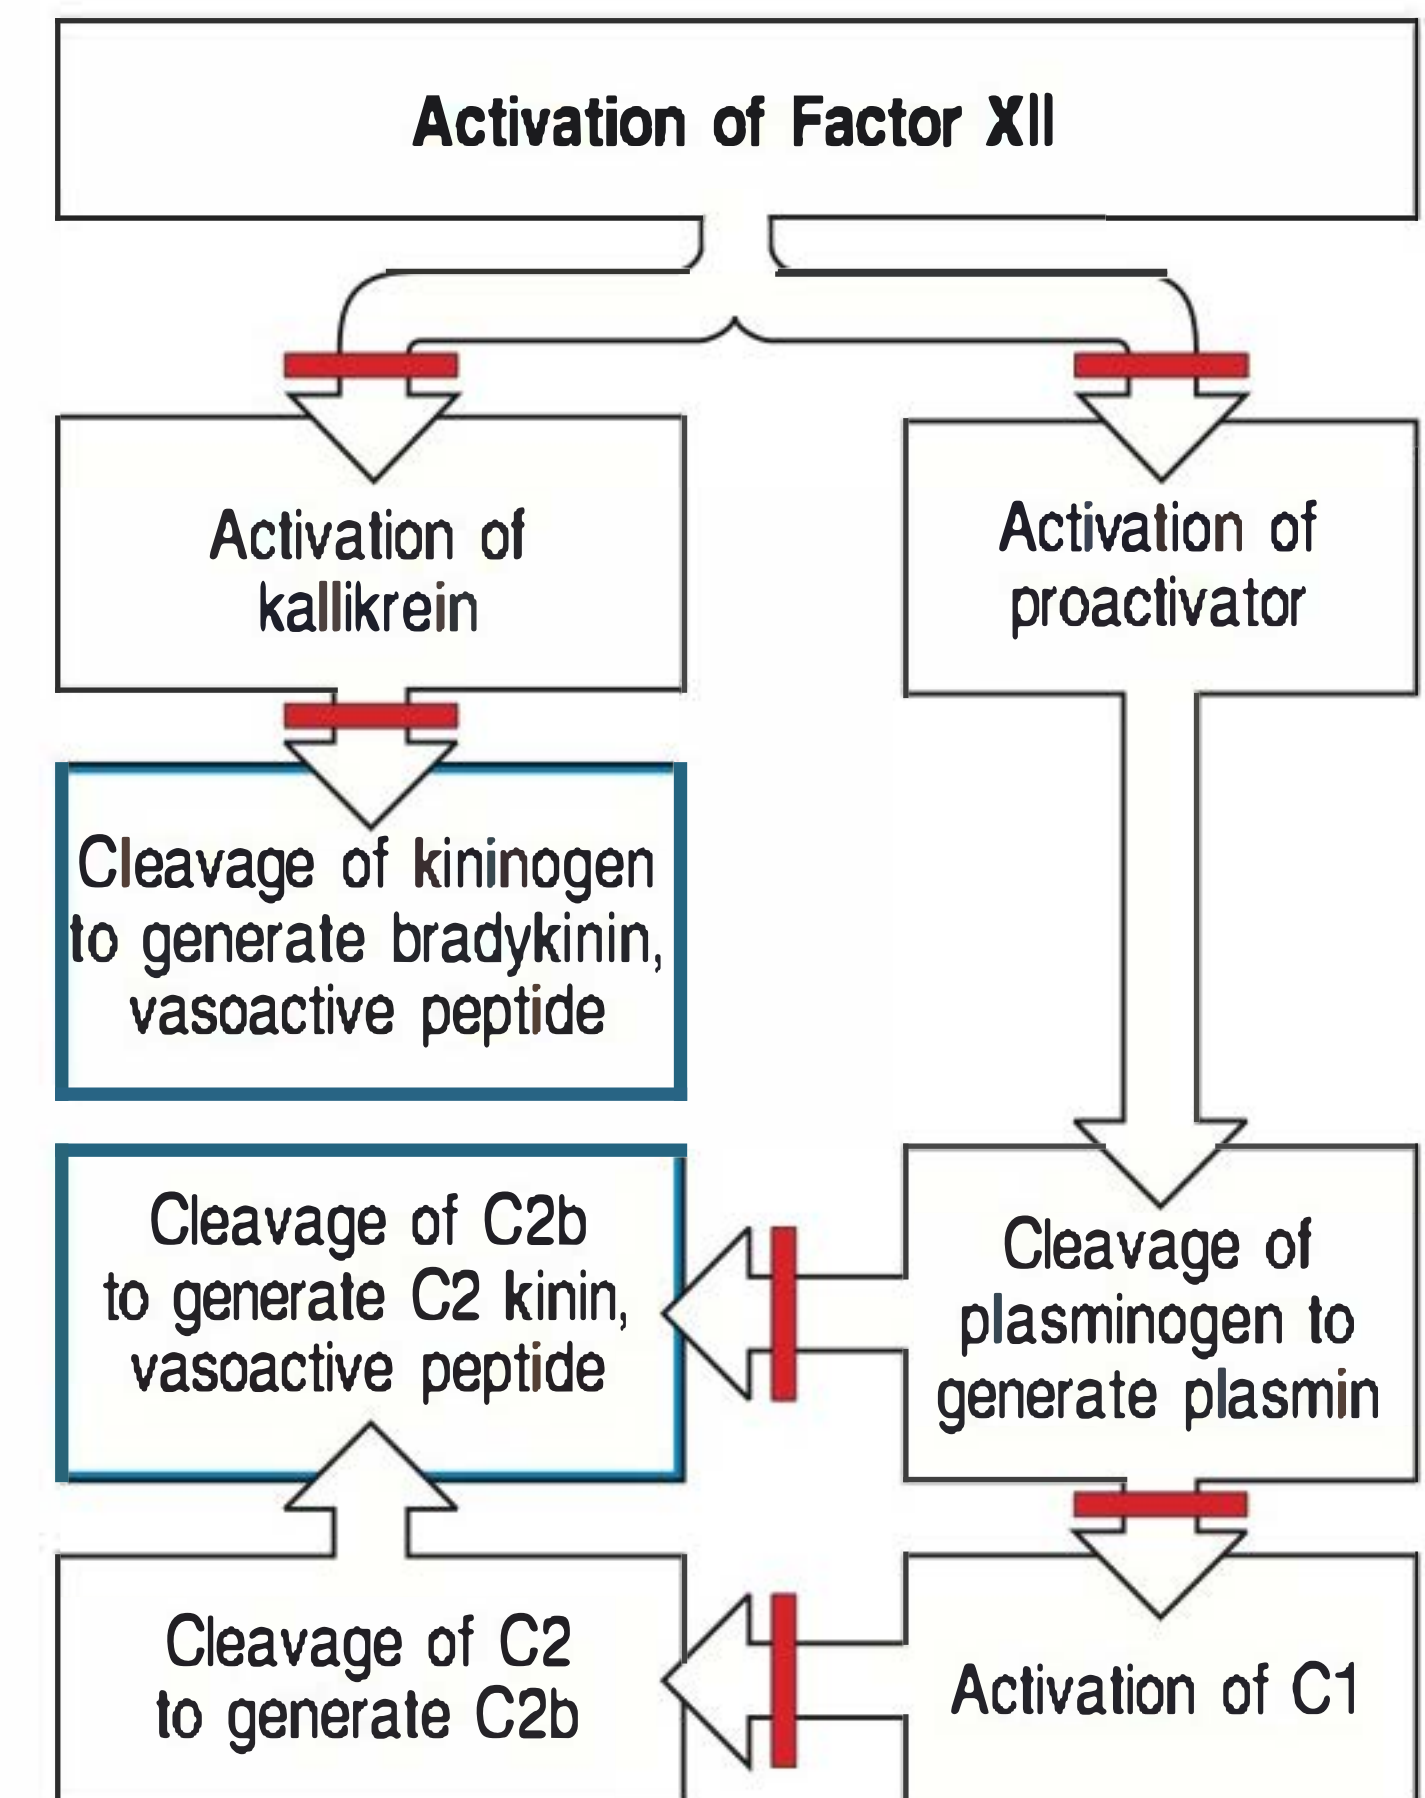 Activation of Factor XII
Activation of
kallikrein
Activation of
proactivator
Cleavage of kininogen
to generate bradykinin,
vasoactive peptide
Cleavage of C2b
to generate C2 kinin,
vasoactive peptide
Cleavage of
plasminogen to
generate plasmin
Cleavage of C2
to generate C2b
Activation of C1